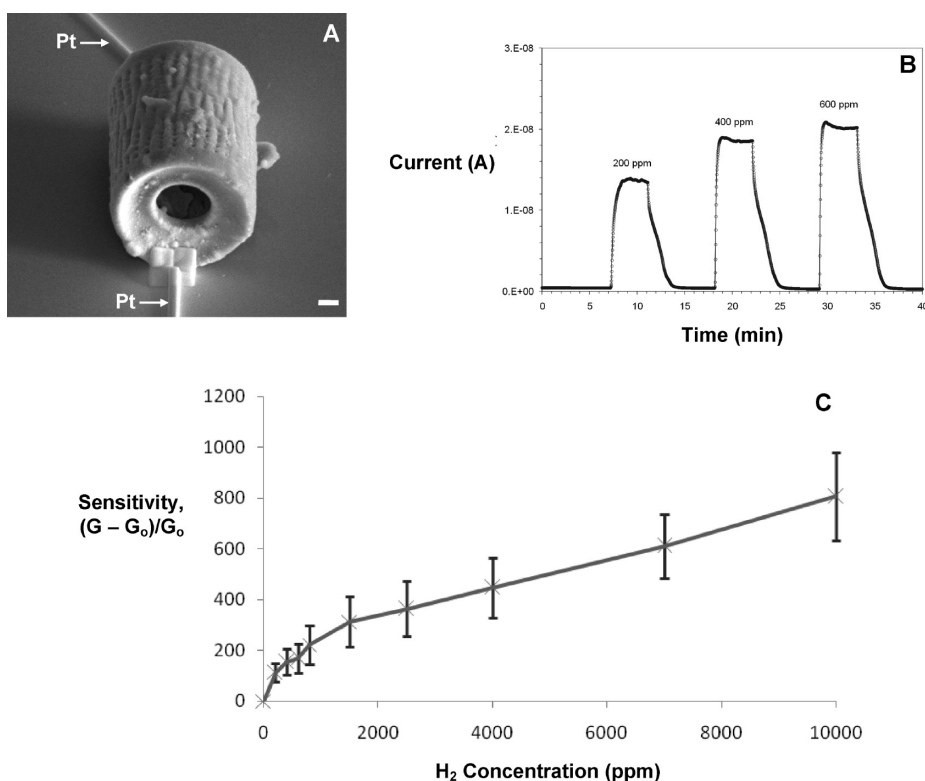 A
Pt
Pt
B
3.E-08
2.E-08
1.E-08
0.E+00
Current (A)
200 ppm
400 ppm
600 ppm
0 5 10 15 20 25 30 35 40
Time (min)
C
1200
1000
800
600
400
200
0
Sensitivity,
(G – Go)/Go
0 2000 4000 6000 8000 10000
H2 Concentration (ppm)